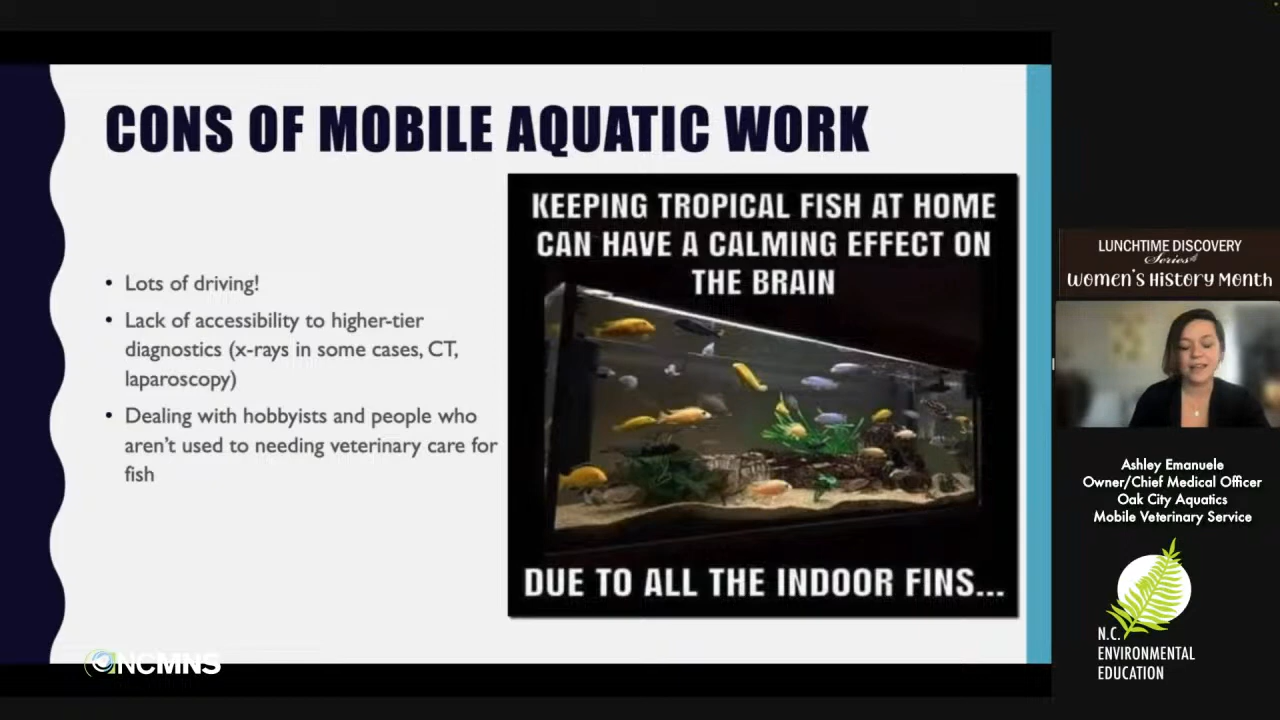 CONS OF MOBILE AQUATIC WORK
• Lots of driving!
• Lack of accessibility to higher-tier
diagnostics (x-rays in some cases, CT,
laparoscopy)
• Dealing with hobbyists and people who
aren't used to needing veterinary care for
fish
KEEPING TROPICAL FISH AT HOME
CAN HAVE A CALMING EFFECT ON
THE BRAIN
DUE TO ALL THE INDOOR FINS...
NCMNS
LUNCHTIME DISCOVERY
Series
Women's History Month
Ashley Emanuele
Owner/Chief Medical Officer
Oak City Aquatics
Mobile Veterinary Service
N.C.
ENVIRONMENTAL
EDUCATION